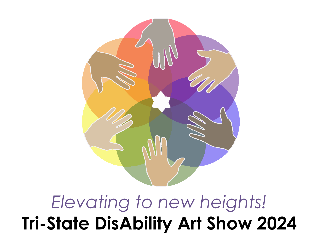 Elevating to new heights!
Tri-State DisAbility Art Show 2024